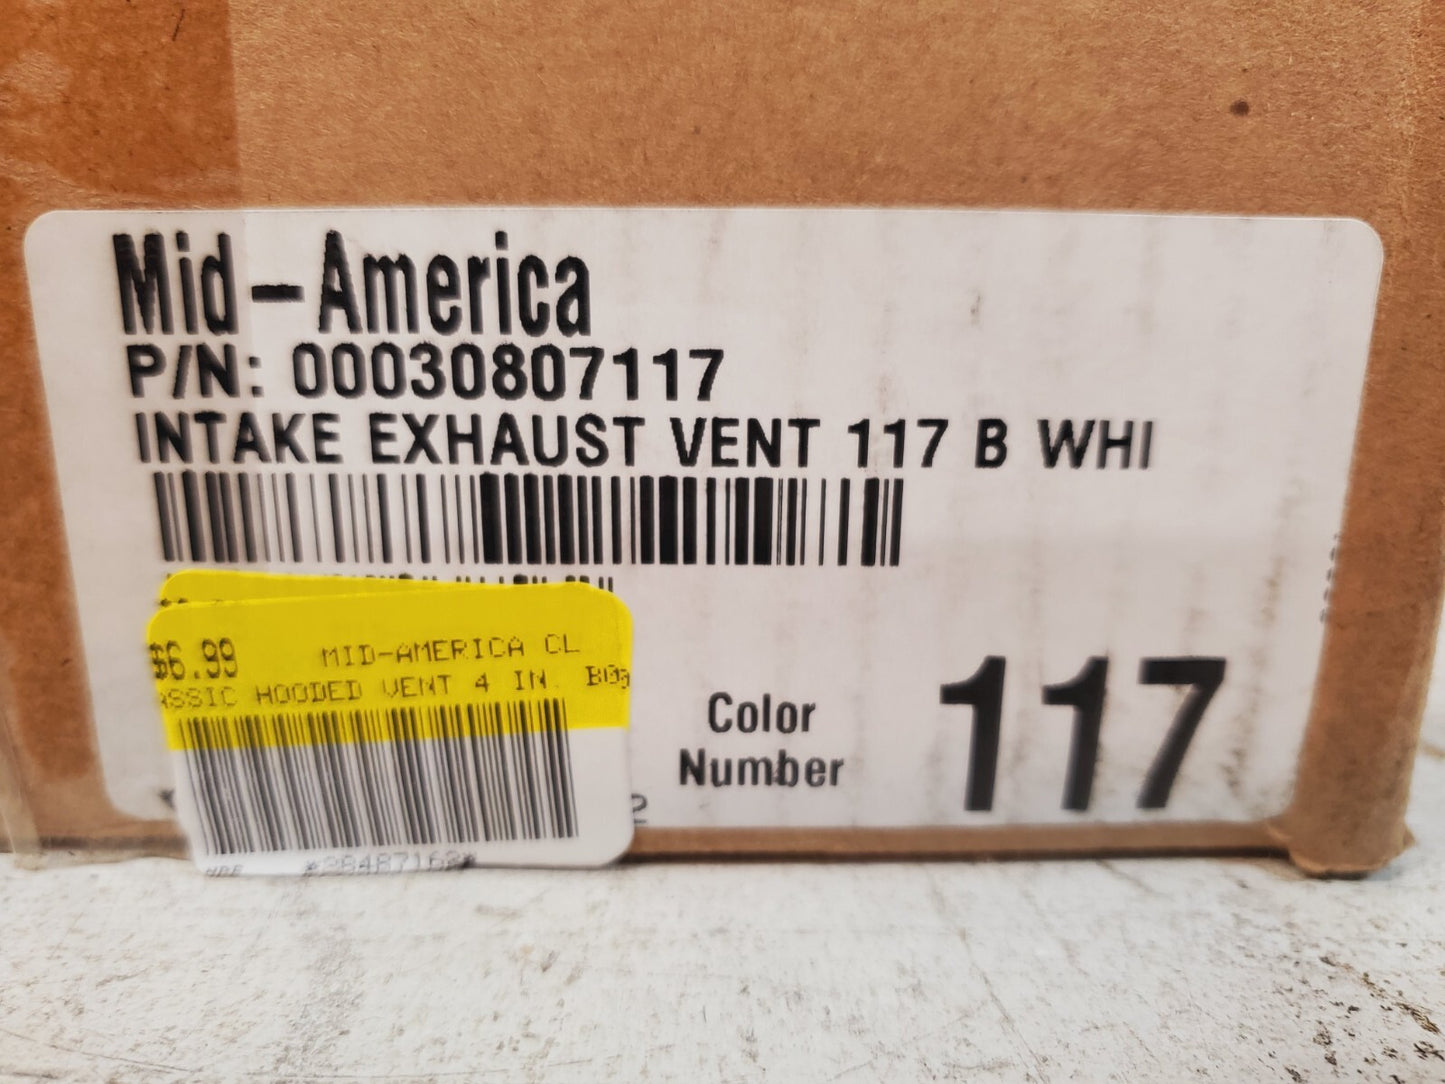 Mid-America
P/N: 00030807117
INTAKE EXHAUST VENT 117 B WHI
$6.99 MID-AMERICA CL
ASSIC HOODED VENT 4 IN.
Color
Number
117
*28487162*